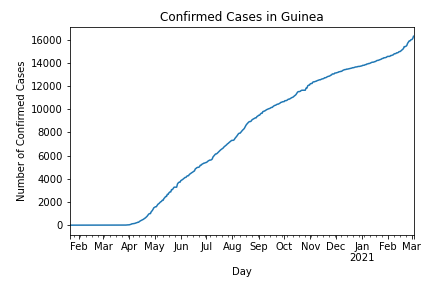 Confirmed Cases in Guinea
Number of Confirmed Cases
16000
14000
12000
10000
8000
6000
4000
2000
0
Feb Mar Apr May Jun Jul Aug Sep Oct Nov Dec Jan Feb Mar
2021
Day